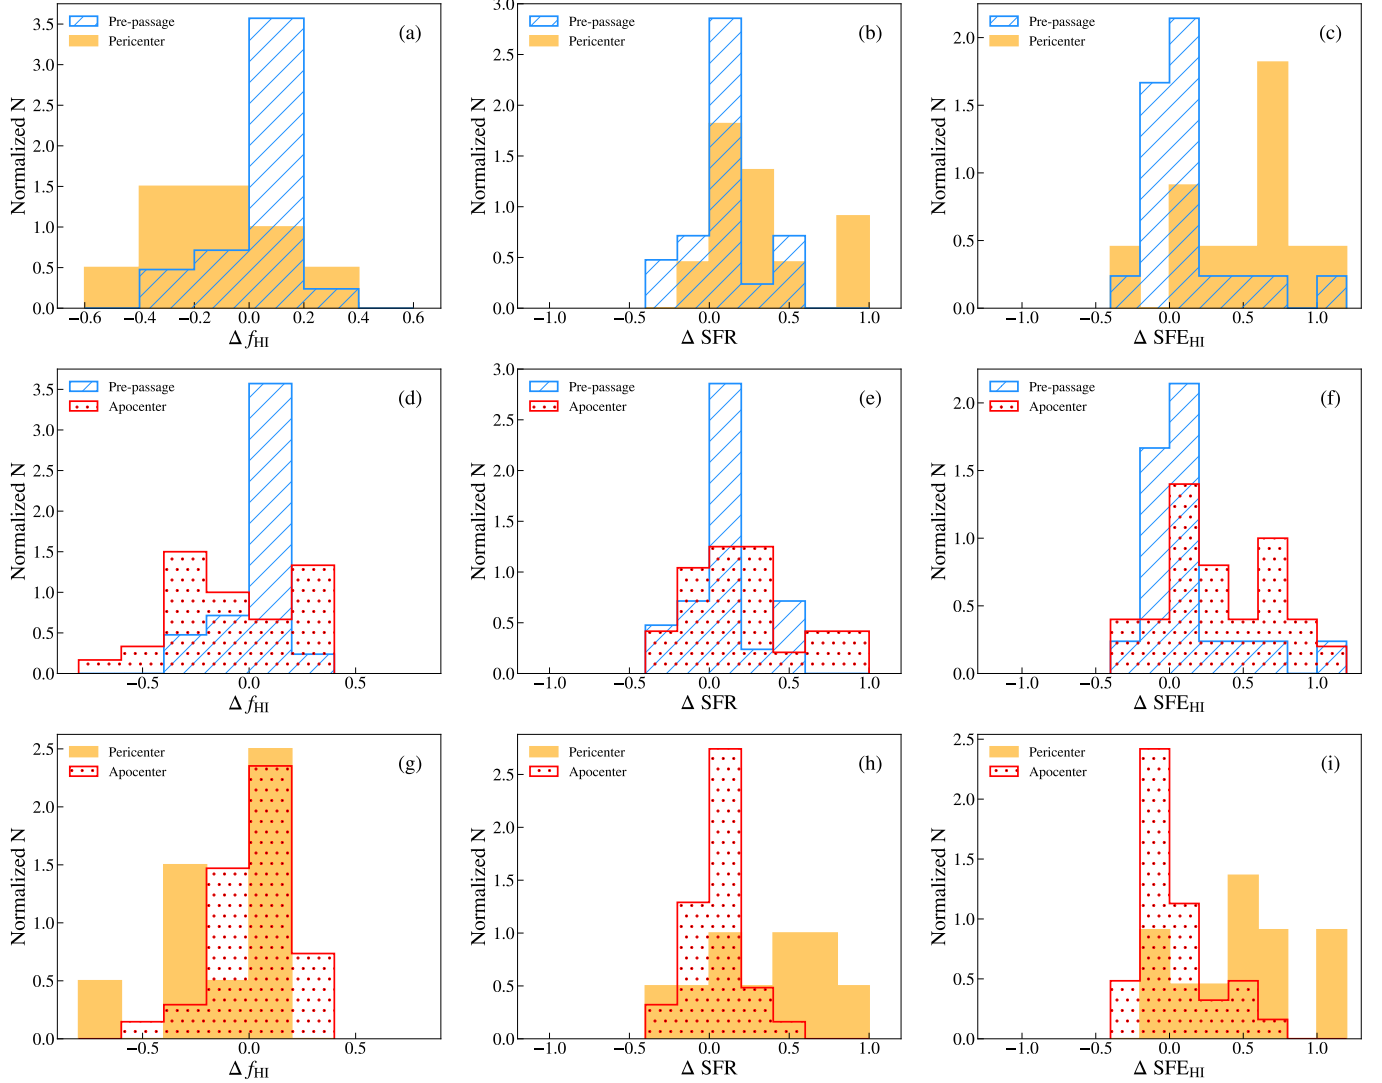 Pre-passage
Pericenter
(a)
Normalized N
3.5
3.0
2.5
2.0
1.5
1.0
0.5
0.0
−0.6 −0.4 −0.2 0.0 0.2 0.4 0.6
Δ fHI
Pre-passage
Pericenter
(b)
Normalized N
3.0
2.5
2.0
1.5
1.0
0.5
0.0
−1.0 −0.5 0.0 0.5 1.0
Δ SFR
Pre-passage
Pericenter
(c)
Normalized N
2.0
1.5
1.0
0.5
0.0
−1.0 −0.5 0.0 0.5 1.0
Δ SFEHI
Pre-passage
Apocenter
(d)
Normalized N
3.5
3.0
2.5
2.0
1.5
1.0
0.5
0.0
−0.5 0.0 0.5
Δ fHI
Pre-passage
Apocenter
(e)
Normalized N
3.0
2.5
2.0
1.5
1.0
0.5
0.0
−1.0 −0.5 0.0 0.5 1.0
Δ SFR
Pre-passage
Apocenter
(f)
Normalized N
2.0
1.5
1.0
0.5
0.0
−1.0 −0.5 0.0 0.5 1.0
Δ SFEHI
Pericenter
Apocenter
(g)
Normalized N
2.5
2.0
1.5
1.0
0.5
0.0
−0.5 0.0 0.5
Δ fHI
Pericenter
Apocenter
(h)
Normalized N
2.5
2.0
1.5
1.0
0.5
0.0
−1.0 −0.5 0.0 0.5 1.0
Δ SFR
Pericenter
Apocenter
(i)
Normalized N
2.5
2.0
1.5
1.0
0.5
0.0
−1.0 −0.5 0.0 0.5 1.0
Δ SFEHI